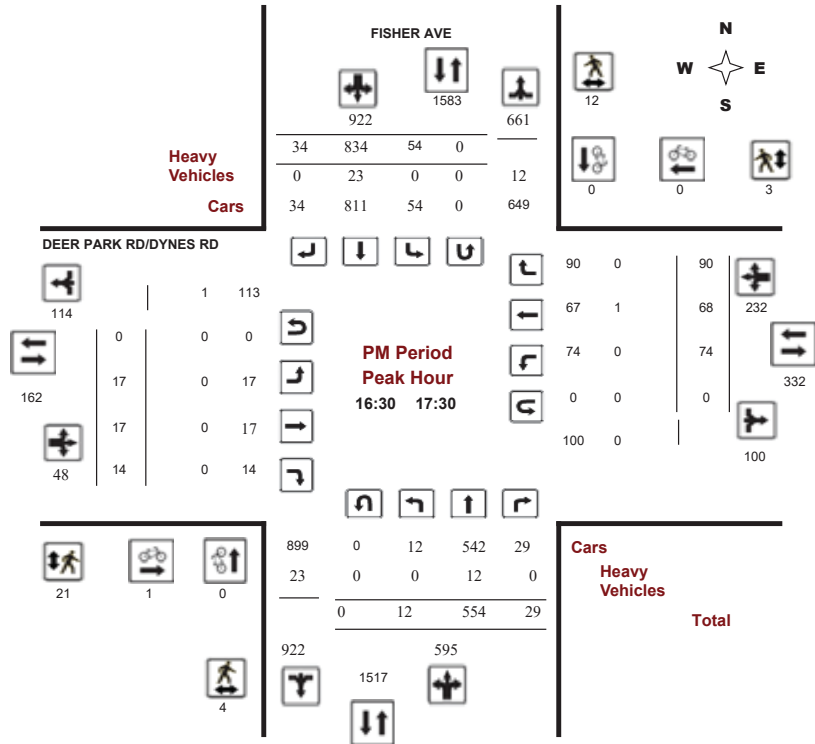 FISHER AVE
N
W E
S
1583
12
922 661
34 834 54 0
Heavy
Vehicles
0 23 0 0 12
Cars 34 811 54 0 649
0 0 3
DEER PARK RD/DYNES RD
114
1 113
90 0 90
232
0 0 0
67 1 68
162
17 0 17
74 0 74
332
17 0 17
0 0 0
48
14 0 14
100 0
100
PM Period
Peak Hour
16:30 17:30
899 0 12 542 29 Cars
23 0 0 12 0 Heavy
Vehicles
0 12 554 29 Total
21 1 0
922 595
1517
4